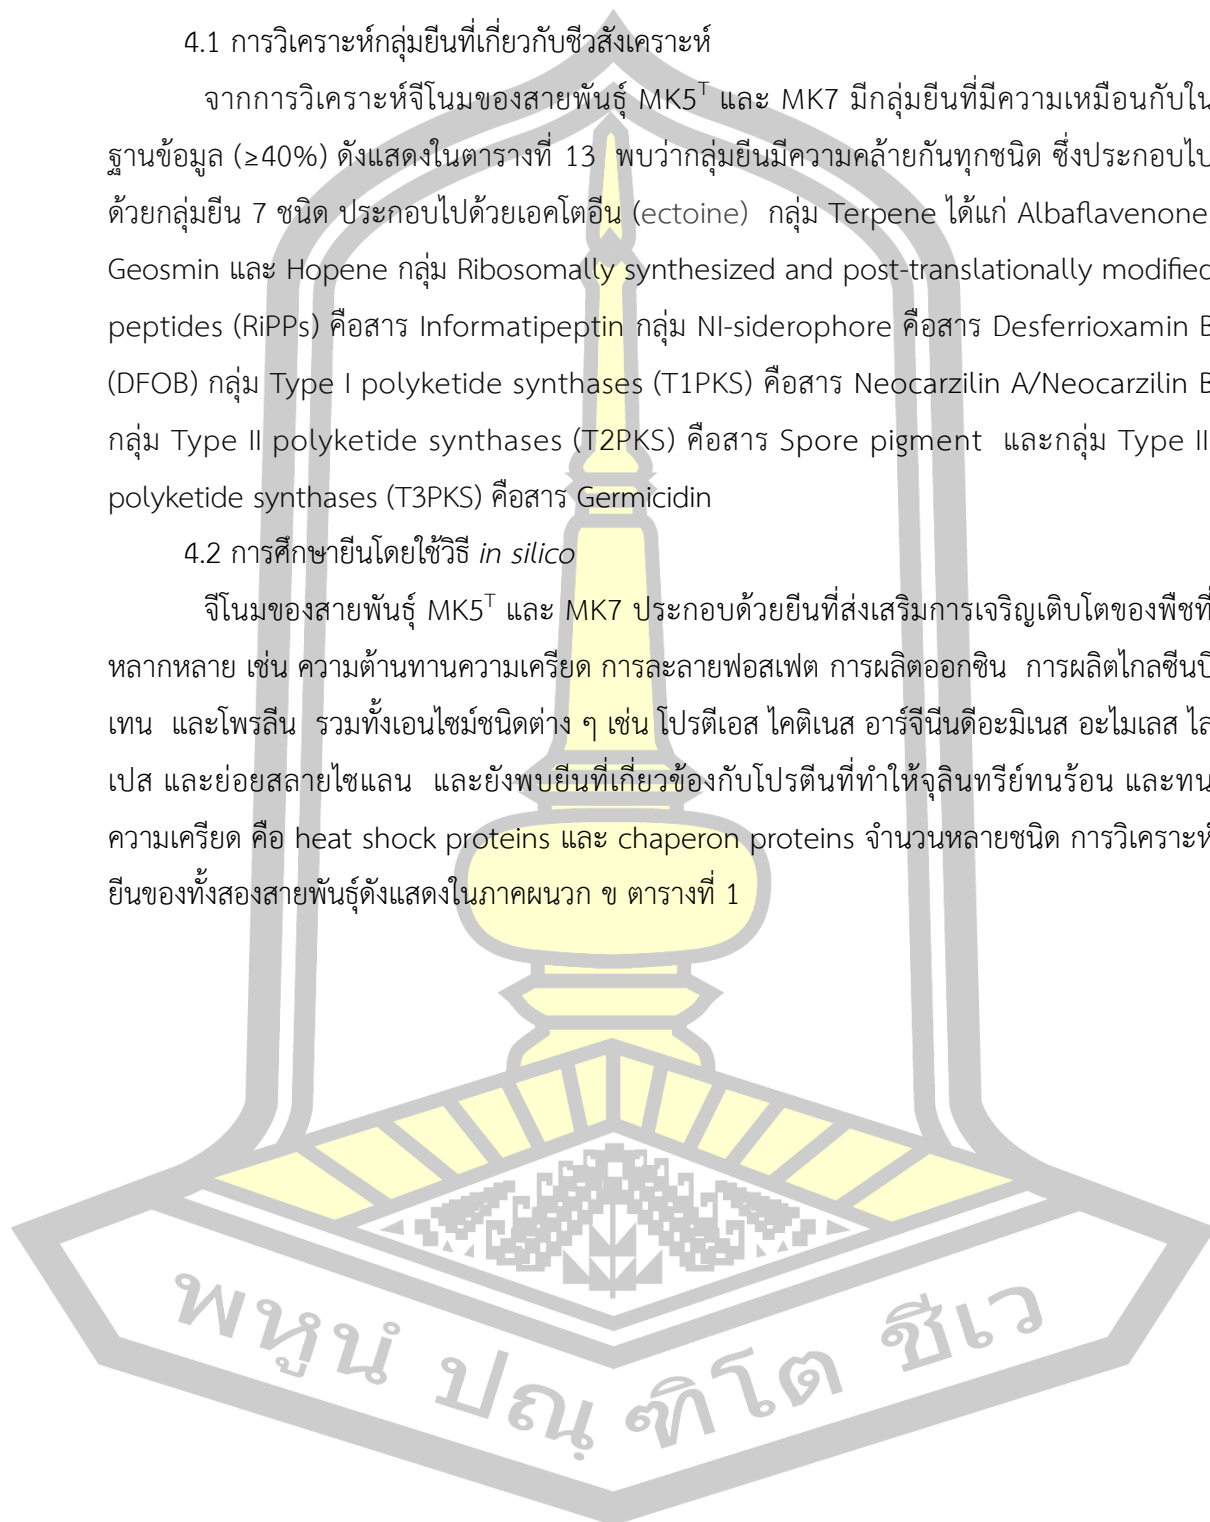 4.1 การวิเคราะห์กลุ่มยีนที่เกี่ยวกับชีวสังเคราะห์
จากการวิเคราะห์จีโนมของสายพันธุ์ MK5ᵀ และ MK7 มีกลุ่มยีนที่มีความเหมือนกับใน
ฐานข้อมูล (≥40%) ดังแสดงในตารางที่ 13 พบว่ากลุ่มยีนมีความคล้ายกันทุกชนิด ซึ่งประกอบไป
ด้วยกลุ่มยีน 7 ชนิด ประกอบไปด้วยเอคโตอีน (ectoine) กลุ่ม Terpene ได้แก่ Albaflavenone
Geosmin และ Hopene กลุ่ม Ribosomally synthesized and post-translationally modified
peptides (RiPPs) คือสาร Informatipeptin กลุ่ม NI-siderophore คือสาร Desferrioxamin B
(DFOB) กลุ่ม Type I polyketide synthases (T1PKS) คือสาร Neocarzilin A/Neocarzilin B
กลุ่ม Type II polyketide synthases (T2PKS) คือสาร Spore pigment และกลุ่ม Type II
polyketide synthases (T3PKS) คือสาร Germicidin
4.2 การศึกษายีนโดยใช้วิธี in silico
จีโนมของสายพันธุ์ MK5ᵀ และ MK7 ประกอบด้วยยีนที่ส่งเสริมการเจริญเติบโตของพืชที่
หลากหลาย เช่น ความต้านทานความเครียด การละลายฟอสเฟต การผลิตออกซิน การผลิตไกลซีนบี
เทน และโพรลีน รวมทั้งเอนไซม์ชนิดต่าง ๆ เช่น โปรตีเอส ไคติเนส อาร์จีนีนดีอะมิเนส อะไมเลส ไล
เปส และย่อยสลายไซแลน และยังพบยีนที่เกี่ยวข้องกับโปรตีนที่ทำให้จุลินทรีย์ทนร้อน และทน
ความเครียด คือ heat shock proteins และ chaperon proteins จำนวนหลายชนิด การวิเคราะห์
ยีนของทั้งสองสายพันธุ์ดังแสดงในภาคผนวก ข ตารางที่ 1
พหูนํ ปณฺฑิโต ชีเว